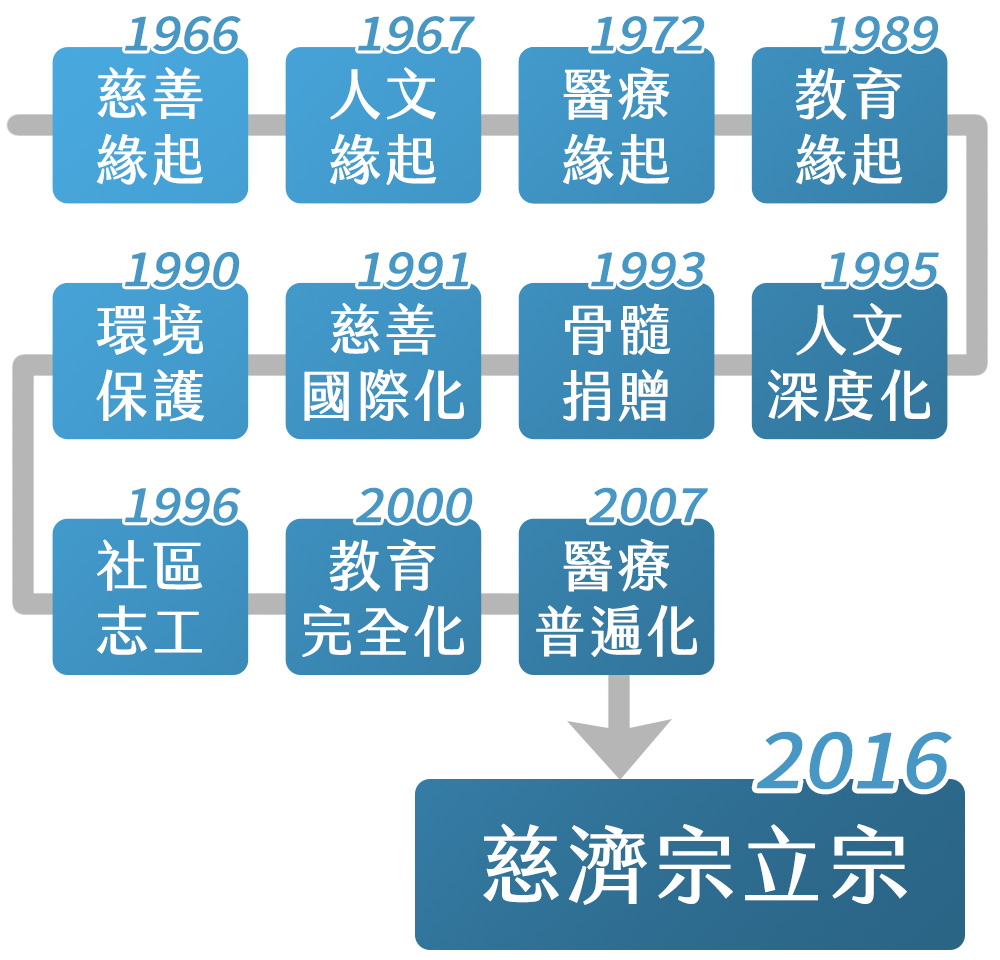 1966
慈善
緣起
1967
人文
緣起
1972
醫療
緣起
1989
教育
緣起
1990
環境
保護
1991
慈善
國際化
1993
骨髓
捐贈
1995
人文
深度化
1996
社區
志工
2000
教育
完全化
2007
醫療
普遍化
2016
慈濟宗立宗